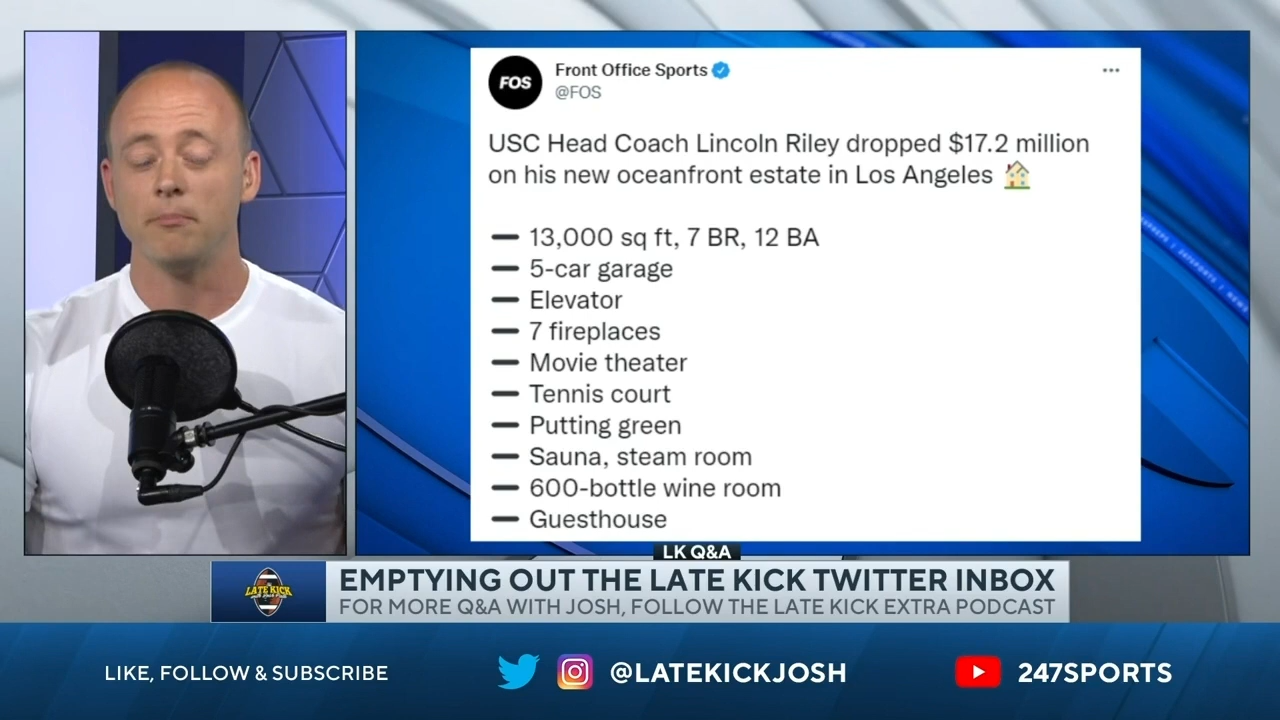 FOS
Front Office Sports
@FOS
USC Head Coach Lincoln Riley dropped $17.2 million
on his new oceanfront estate in Los Angeles
— 13,000 sq ft, 7 BR, 12 BA
— 5-car garage
— Elevator
— 7 fireplaces
— Movie theater
— Tennis court
— Putting green
— Sauna, steam room
— 600-bottle wine room
— Guesthouse
LK Q&A
LATE KICK
EMPTYING OUT THE LATE KICK TWITTER INBOX
FOR MORE Q&A WITH JOSH, FOLLOW THE LATE KICK EXTRA PODCAST
LIKE, FOLLOW & SUBSCRIBE
@LATEKICKJOSH
247SPORTS